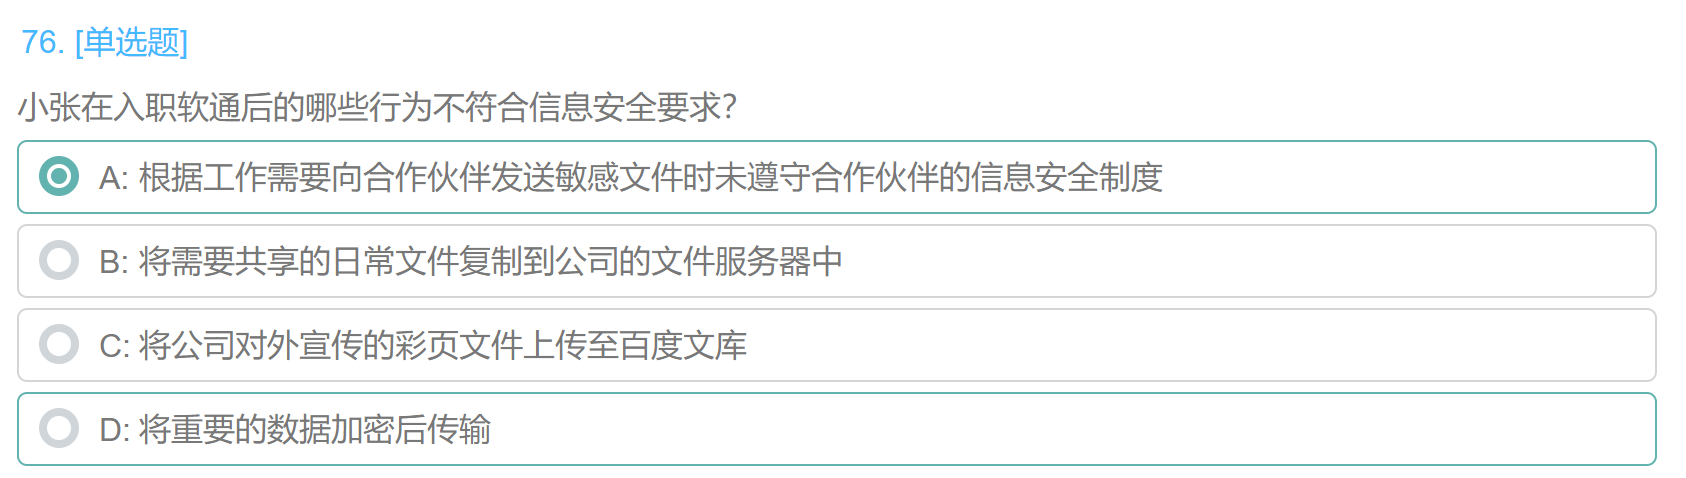 76. [单选题]
小张在入职软通后的哪些行为不符合信息安全要求？
A: 根据工作需要向合作伙伴发送敏感文件时未遵守合作伙伴的信息安全制度
B: 将需要共享的日常文件复制到公司的文件服务器中
C: 将公司对外宣传的彩页文件上传至百度文库
D: 将重要的数据加密后传输